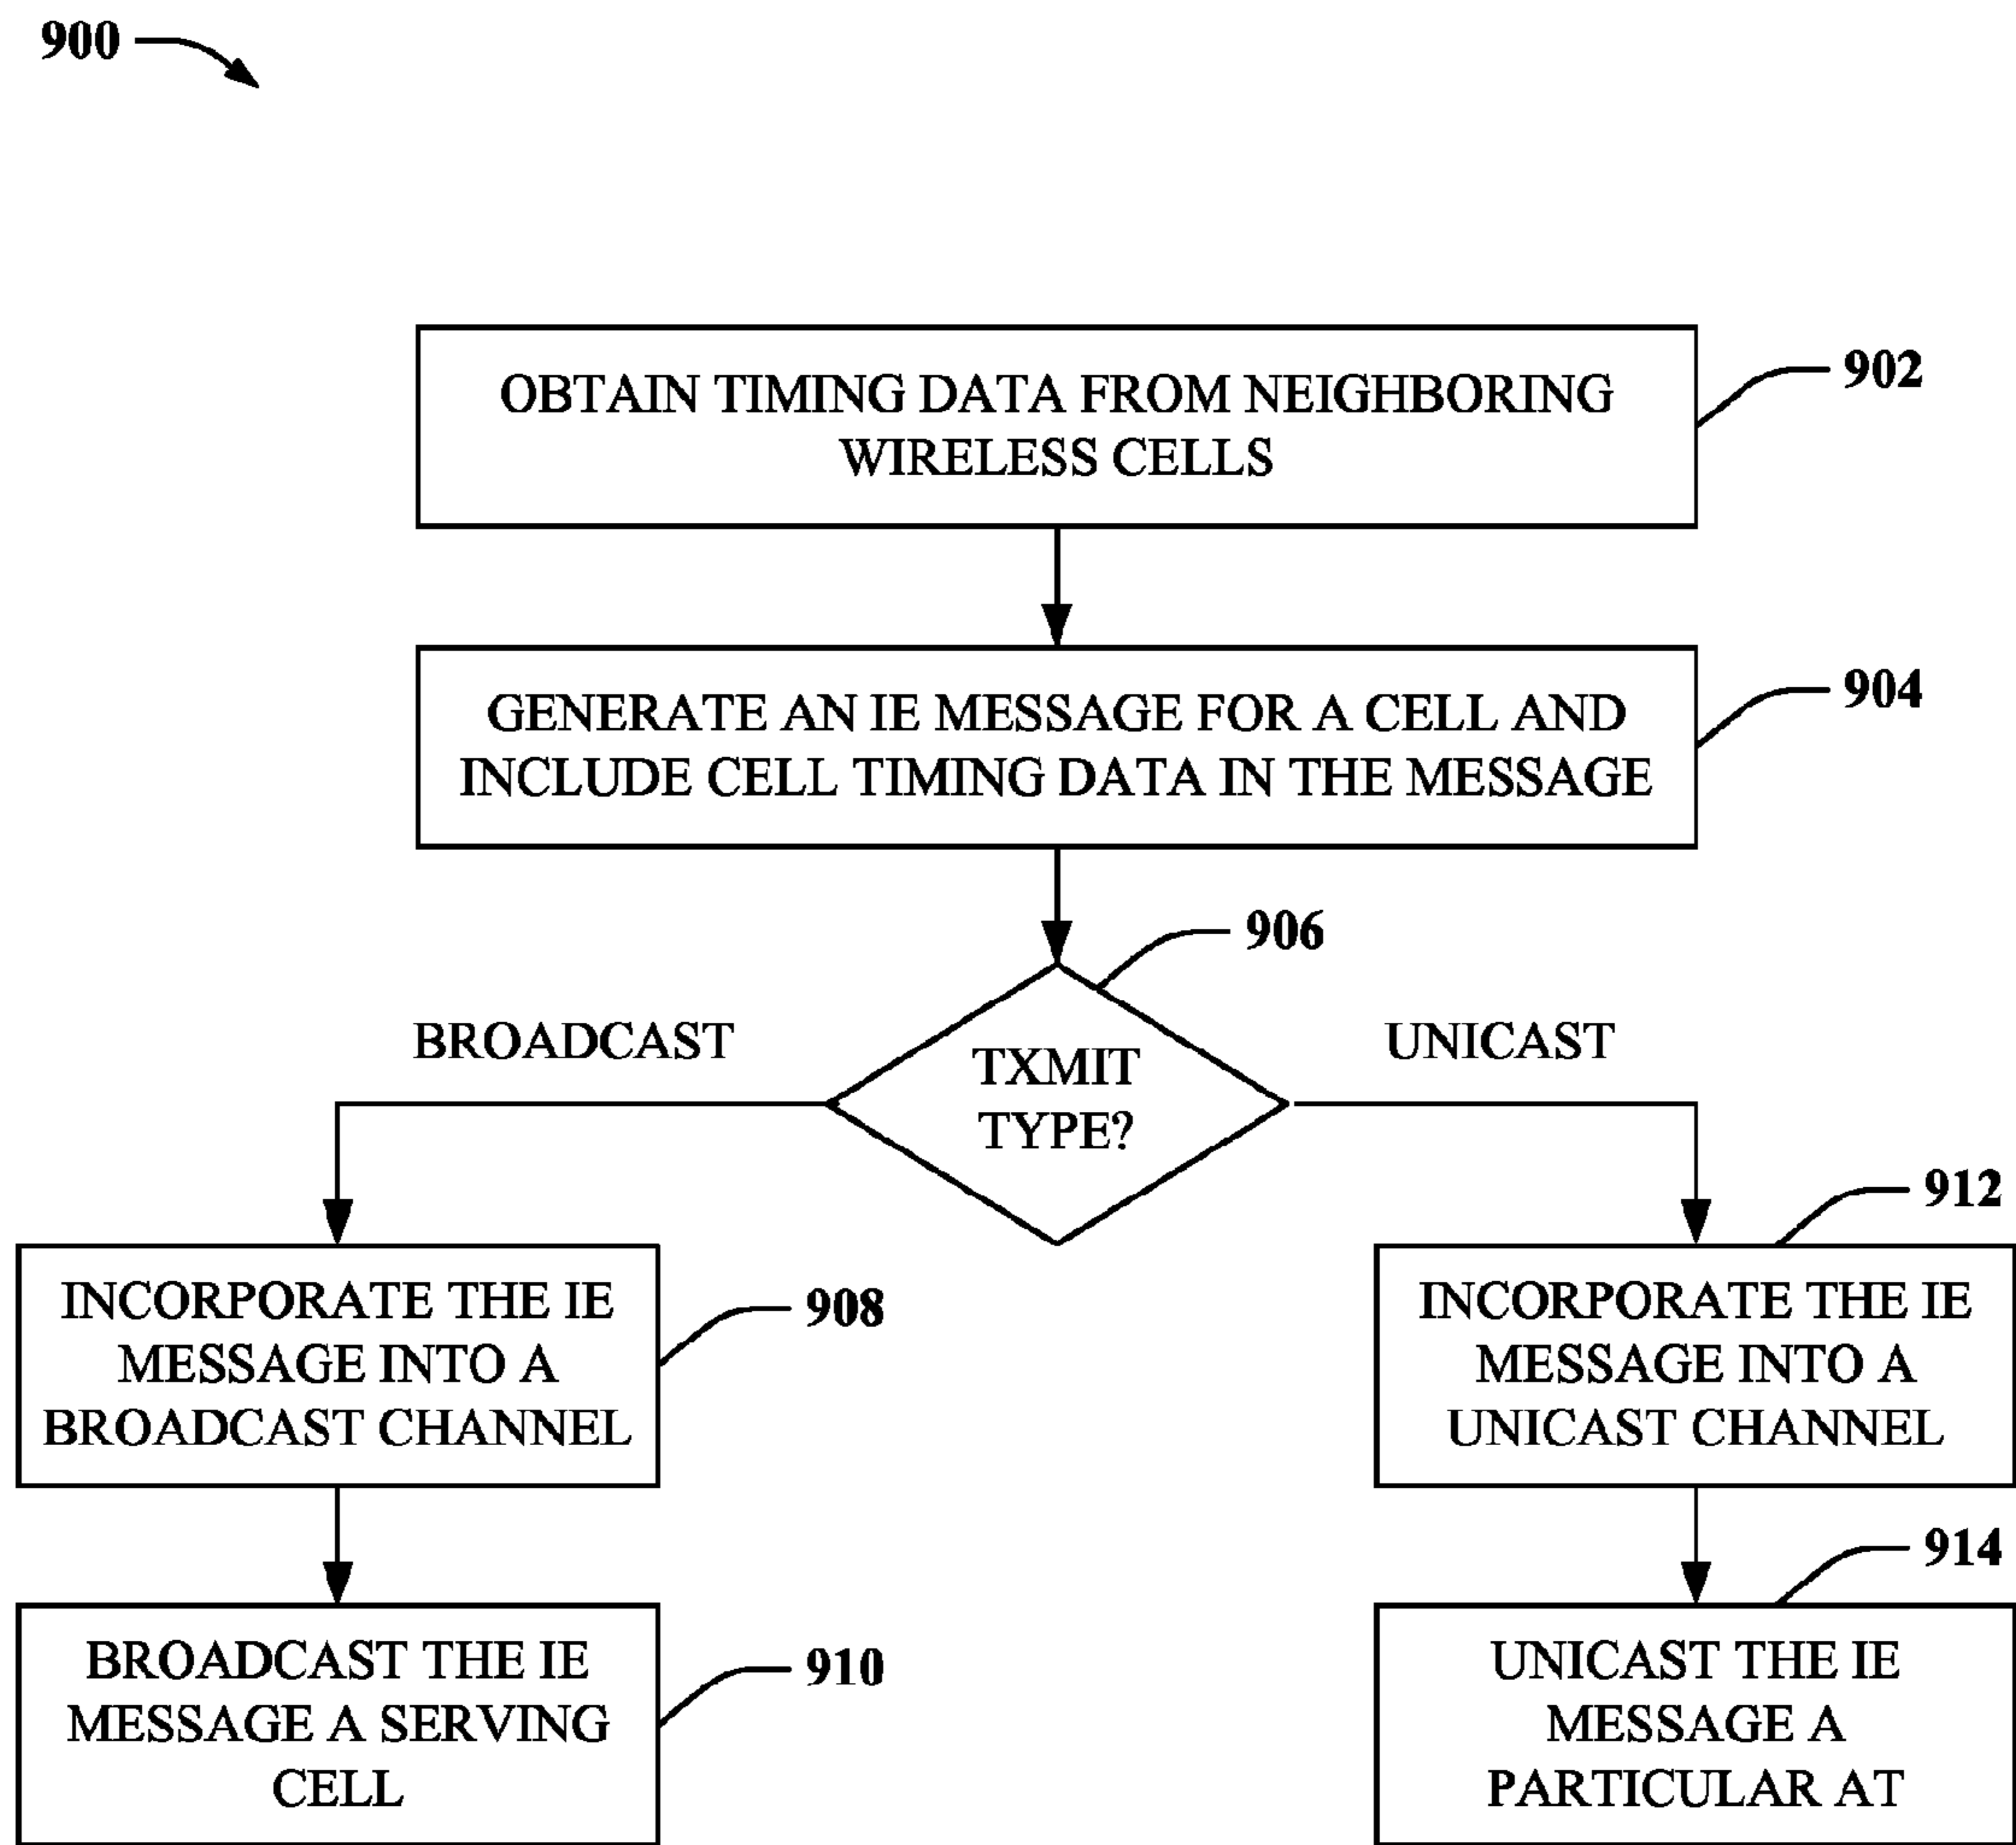 900
OBTAIN TIMING DATA FROM NEIGHBORING
WIRELESS CELLS
902
GENERATE AN IE MESSAGE FOR A CELL AND
INCLUDE CELL TIMING DATA IN THE MESSAGE
904
906
BROADCAST
TXMIT
TYPE?
UNICAST
INCORPORATE THE IE
MESSAGE INTO A
BROADCAST CHANNEL
908
912
INCORPORATE THE IE
MESSAGE INTO A
UNICAST CHANNEL
BROADCAST THE IE
MESSAGE A SERVING
CELL
910
914
UNICAST THE IE
MESSAGE A
PARTICULAR AT